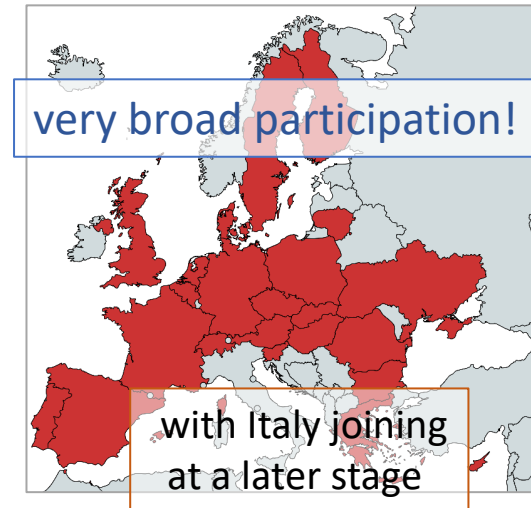 very broad participation!
with Italy joining
at a later stage